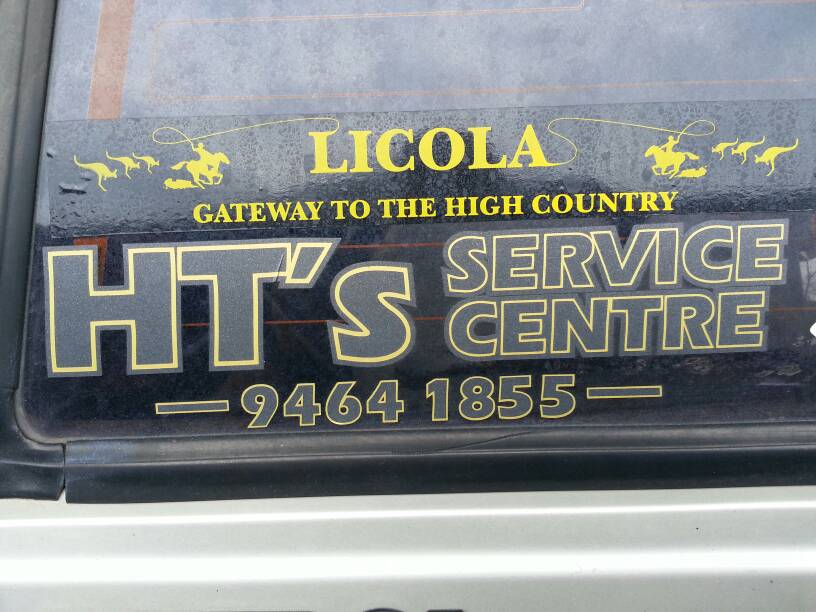 LICOLA
GATEWAY TO THE HIGH COUNTRY
HT's SERVICE
CENTRE
9464 1855